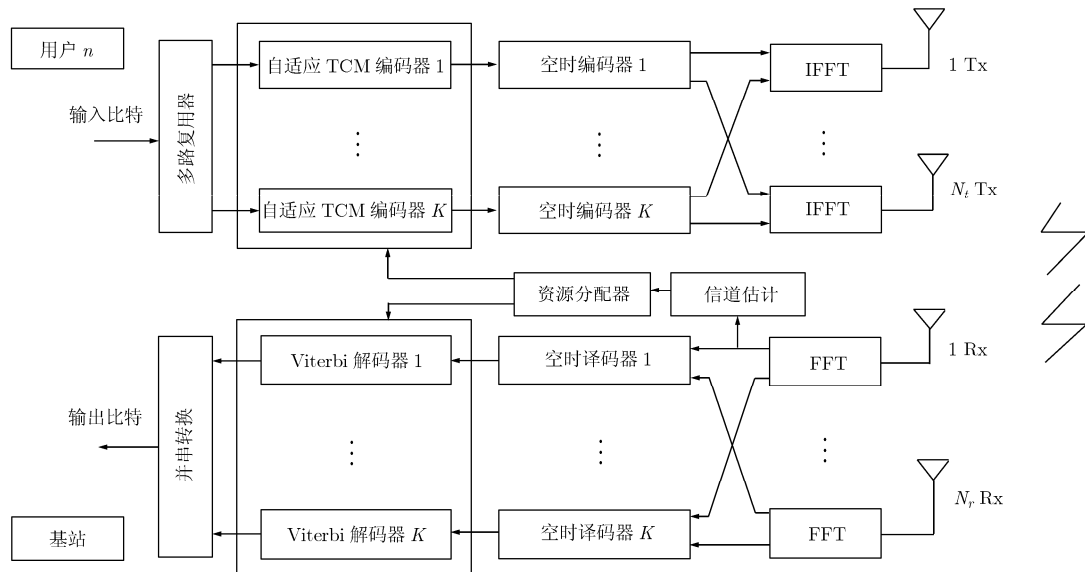 用户 n
输入比特
多路复用器
自适应 TCM 编码器 1
空时编码器 1
IFFT
1 Tx
自适应 TCM 编码器 K
空时编码器 K
IFFT
N_t Tx
资源分配器
信道估计
Viterbi 解码器 1
空时译码器 1
FFT
1 Rx
输出比特
并串转换
Viterbi 解码器 K
空时译码器 K
FFT
N_r Rx
基站